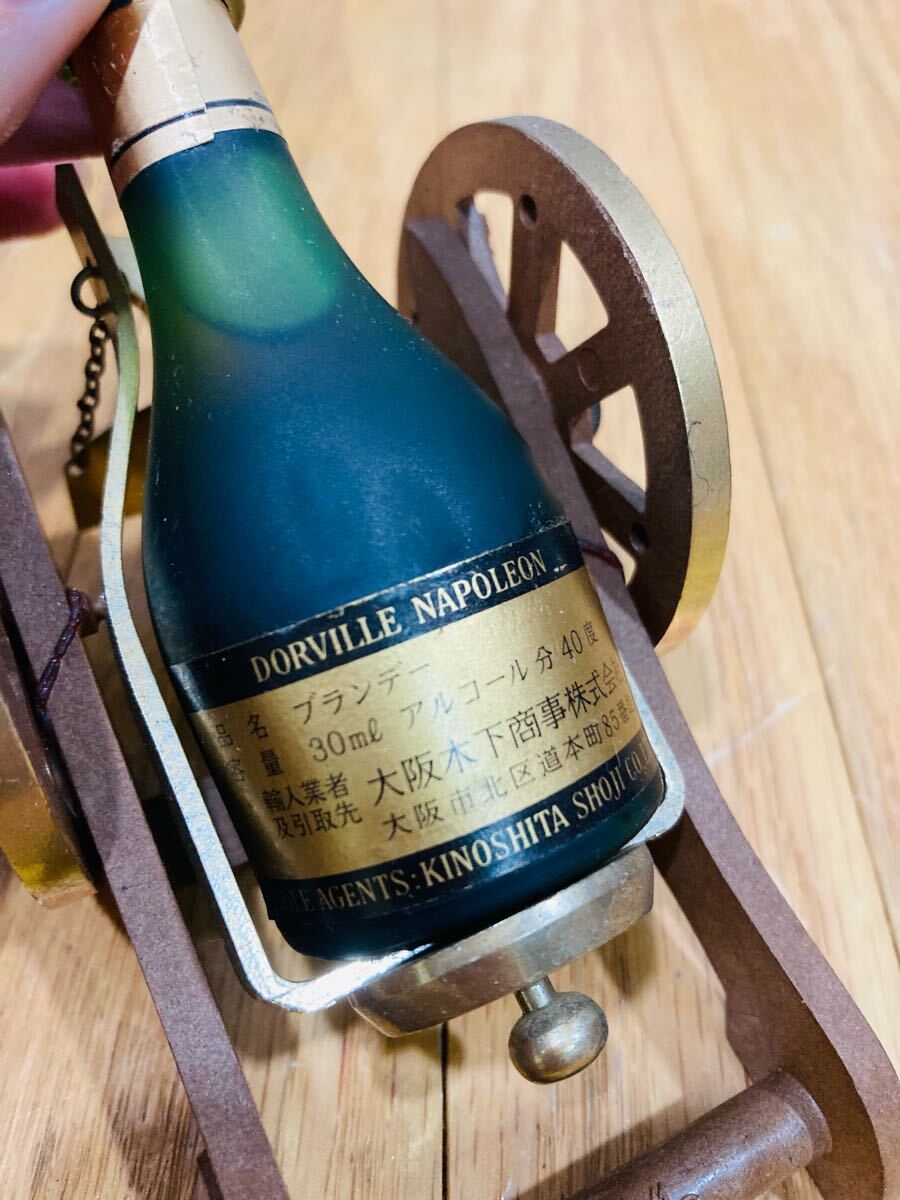 DORVILLE NAPOLEON
品名 ブランデー
容量 30ml アルコール分40度
輸入業者 大阪木下商事株式会
及引取先 大阪市北区道本町85番
AGENTS: KINOSHITA SHOJI CO.